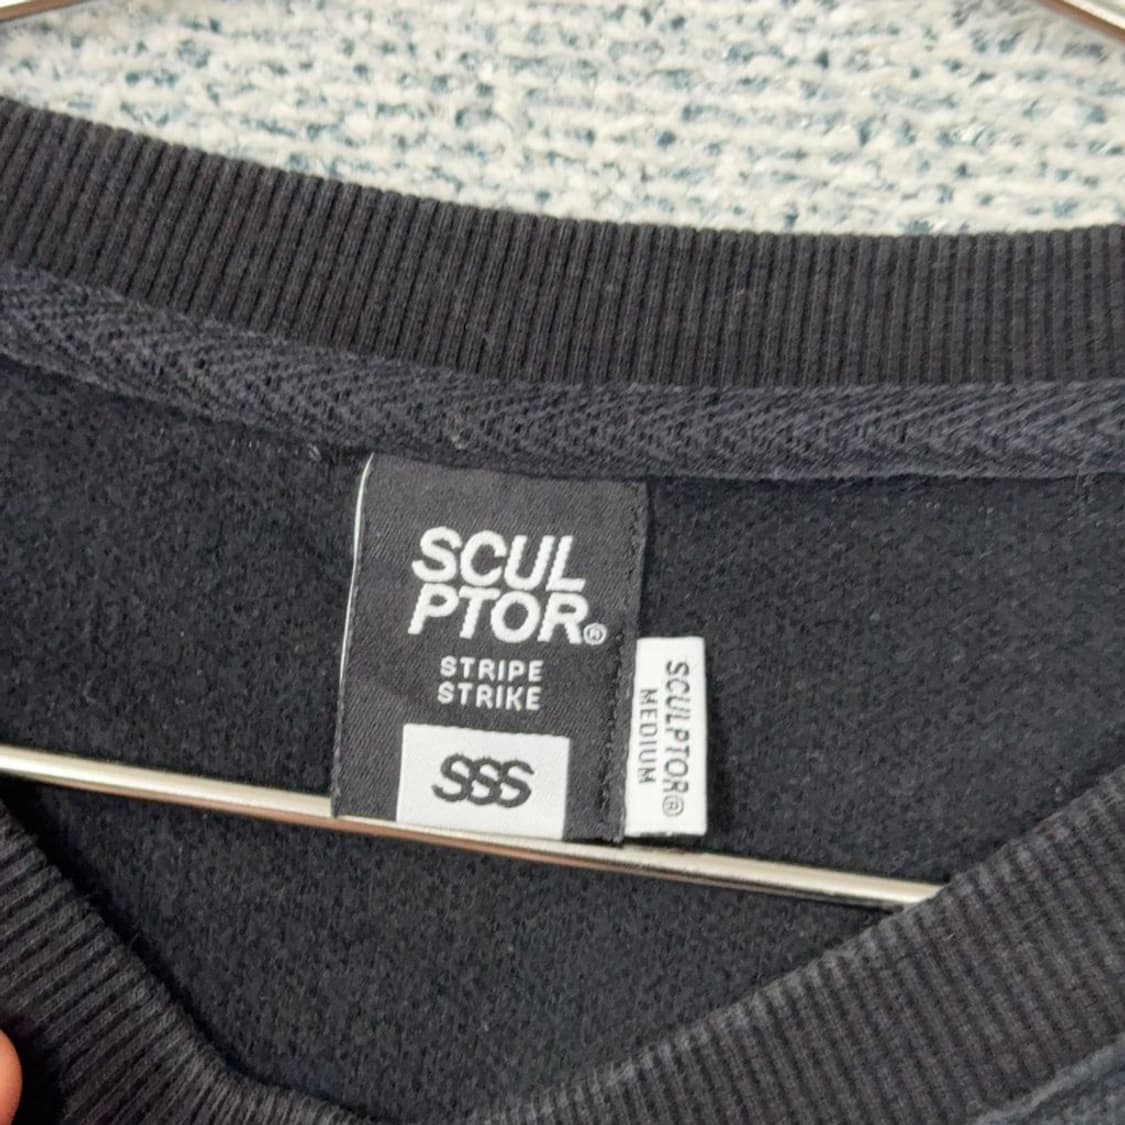 SCUL
PTOR®
STRIPE
STRIKE
SSS
SCULPTOR®
MEDIUM